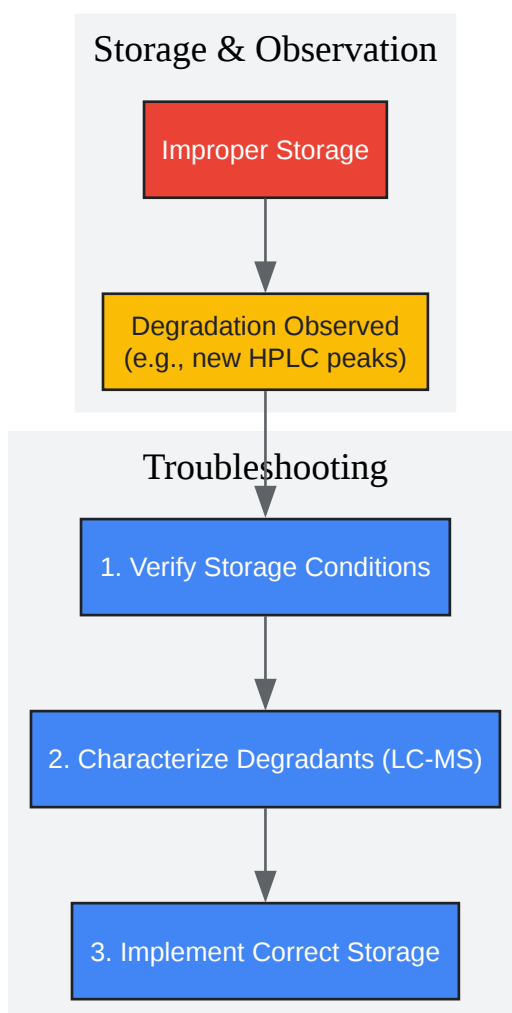 Storage & Observation
Improper Storage
Degradation Observed
(e.g., new HPLC peaks)
Troubleshooting
1. Verify Storage Conditions
2. Characterize Degradants (LC-MS)
3. Implement Correct Storage